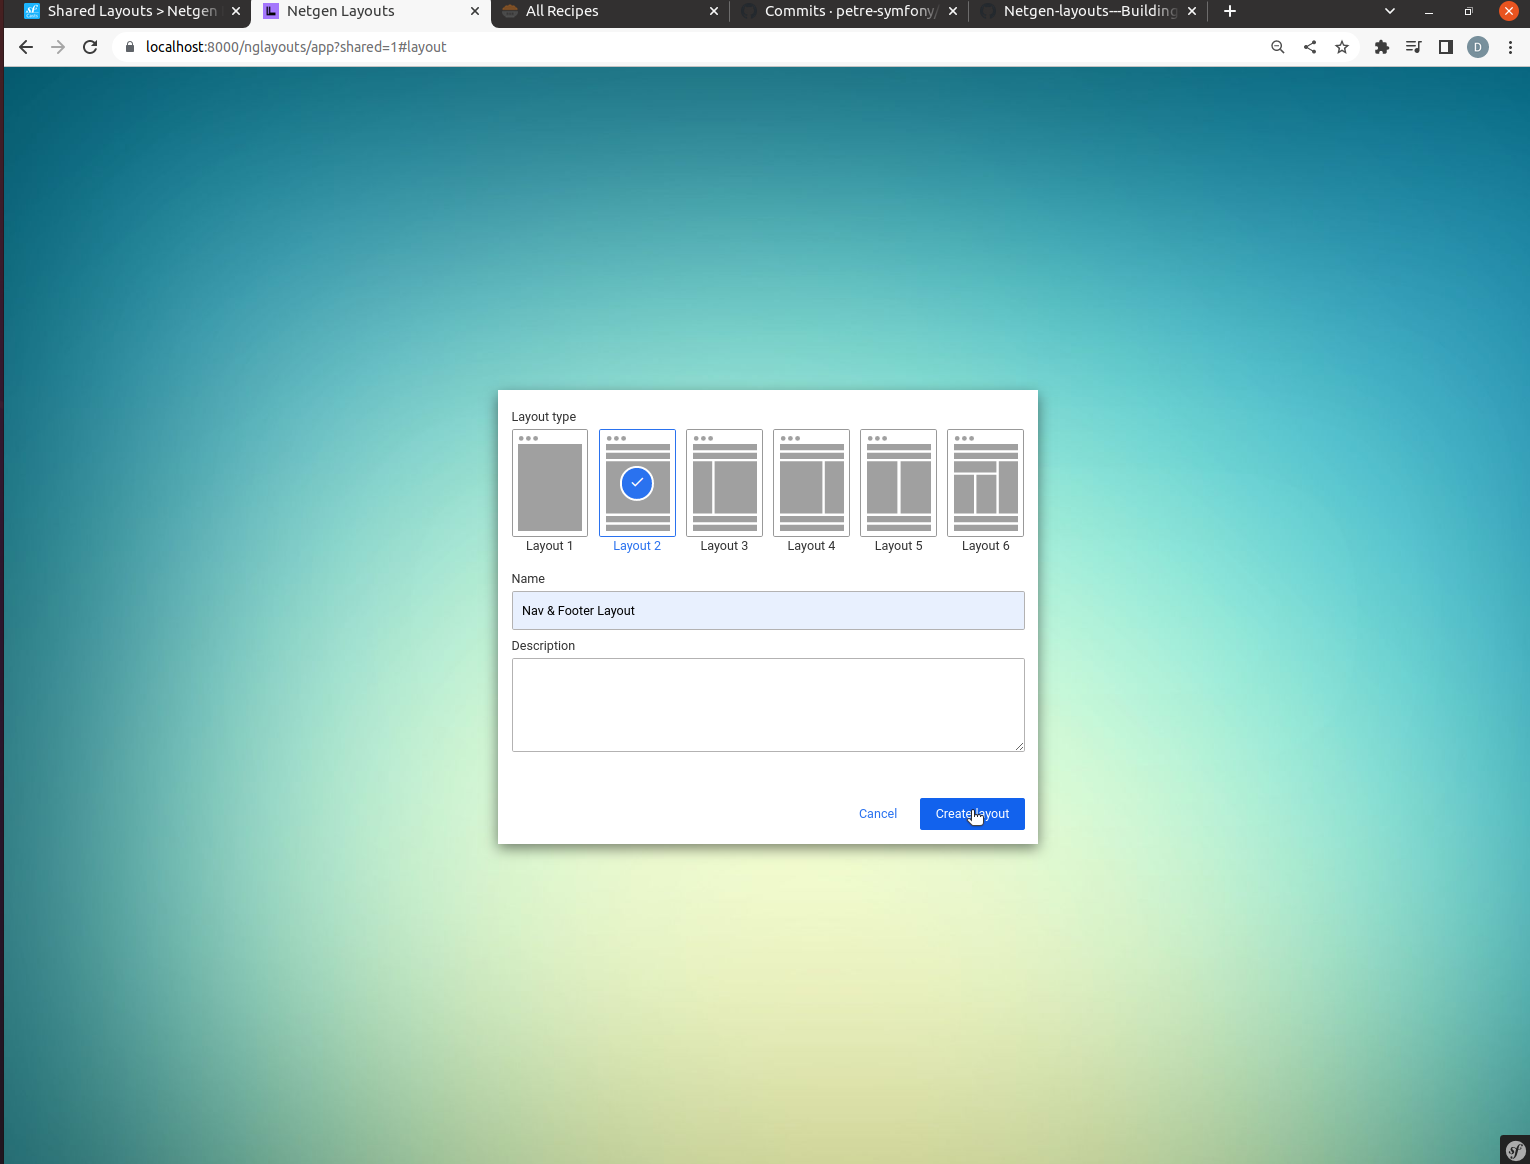 Shared Layouts > Netgen
Netgen Layouts
All Recipes
Commits · petre-symfony/
Netgen-layouts—Building
localhost:8000/nglayouts/app?shared=1#layout
D
Layout type
Layout 1
Layout 2
Layout 3
Layout 4
Layout 5
Layout 6
Name
Nav & Footer Layout
Description
Cancel
Create layout
sf